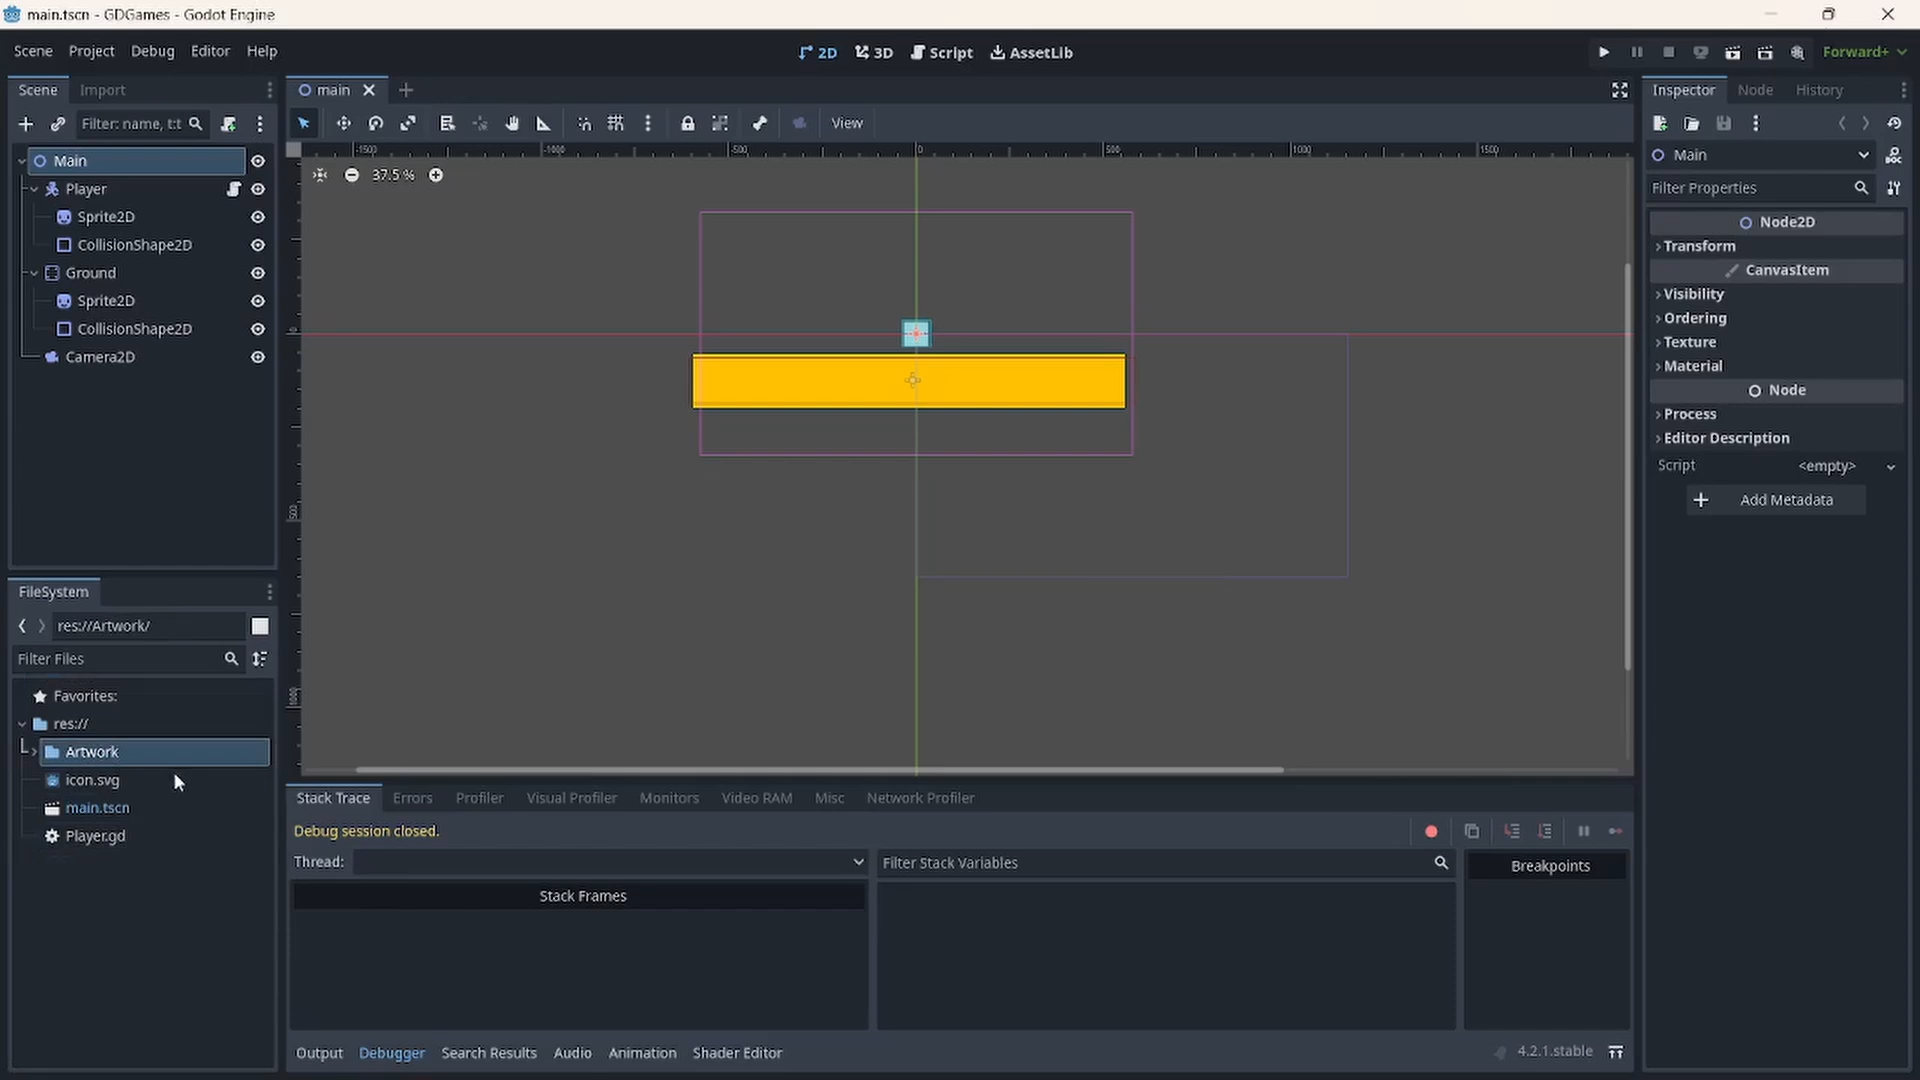 main.tscn - GDGames - Godot Engine
Scene Project Debug Editor Help
2D 3D Script AssetLib
Forward+
Scene Import
main
Inspector Node History
Filter: name, t:t
View
Main
Player
Sprite2D
CollisionShape2D
Ground
Sprite2D
CollisionShape2D
Camera2D
-1500 -1000 -500 0 500 1000 1500
37.5 %
0
500
1000
Main
Filter Properties
Node2D
Transform
CanvasItem
Visibility
Ordering
Texture
Material
Node
Process
Editor Description
Script <empty>
Add Metadata
FileSystem
res://Artwork/
Filter Files
Favorites:
res://
Artwork
icon.svg
main.tscn
Player.gd
Stack Trace Errors Profiler Visual Profiler Monitors Video RAM Misc Network Profiler
Debug session closed.
Thread:
Filter Stack Variables
Breakpoints
Stack Frames
Output Debugger Search Results Audio Animation Shader Editor
4.2.1.stable